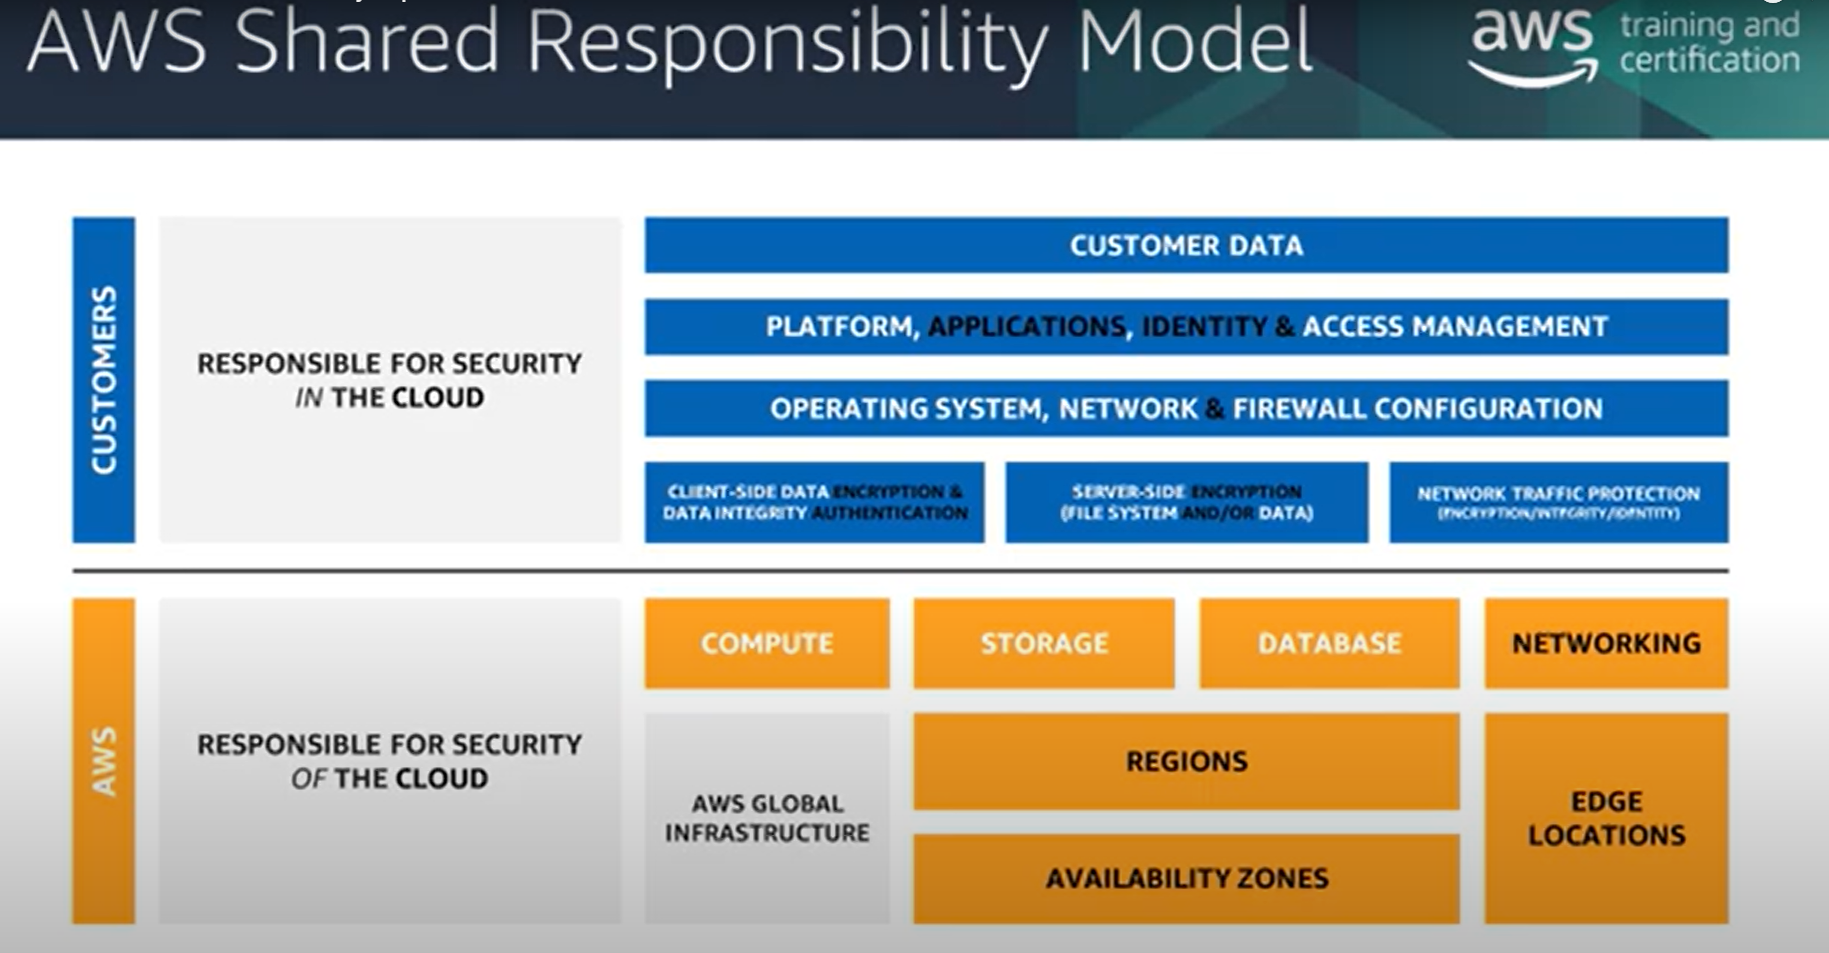 AWS Shared Responsibility Model
aws training and
certification
CUSTOMERS
RESPONSIBLE FOR SECURITY
IN THE CLOUD
CUSTOMER DATA
PLATFORM, APPLICATIONS, IDENTITY & ACCESS MANAGEMENT
OPERATING SYSTEM, NETWORK & FIREWALL CONFIGURATION
CLIENT-SIDE DATA ENCRYPTION &
DATA INTEGRITY AUTHENTICATION
SERVER-SIDE ENCRYPTION
(FILE SYSTEM AND/OR DATA)
NETWORK TRAFFIC PROTECTION
(ENCRYPTION/INTEGRITY/IDENTITY)
AWS
RESPONSIBLE FOR SECURITY
OF THE CLOUD
COMPUTE
STORAGE
DATABASE
NETWORKING
AWS GLOBAL
INFRASTRUCTURE
REGIONS
AVAILABILITY ZONES
EDGE
LOCATIONS